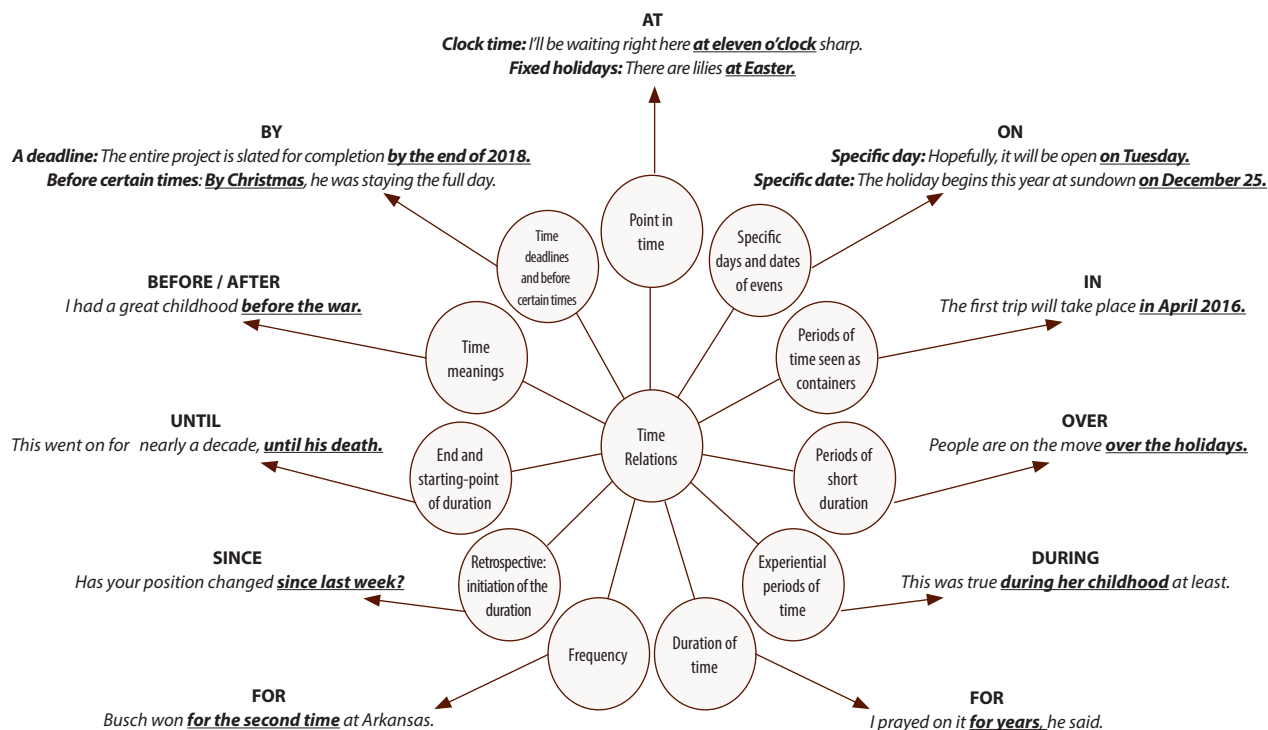 AT
Clock time: I'll be waiting right here at eleven o'clock sharp.
Fixed holidays: There are lilies at Easter.
BY
A deadline: The entire project is slated for completion by the end of 2018.
Before certain times: By Christmas, he was staying the full day.
ON
Specific day: Hopefully, it will be open on Tuesday.
Specific date: The holiday begins this year at sundown on December 25.
Point in
time
Time
deadlines
and before
certain times
Specific
days and dates
of evens
BEFORE / AFTER
I had a great childhood before the war.
IN
The first trip will take place in April 2016.
Time
meanings
Periods of
time seen as
containers
UNTIL
This went on for nearly a decade, until his death.
Time
Relations
OVER
People are on the move over the holidays.
End and
starting-point
of duration
Periods of
short
duration
SINCE
Has your position changed since last week?
Retrospective:
initiation of the
duration
Experiential
periods of
time
DURING
This was true during her childhood at least.
Frequency
Duration of
time
FOR
Busch won for the second time at Arkansas.
FOR
I prayed on it for years, he said.